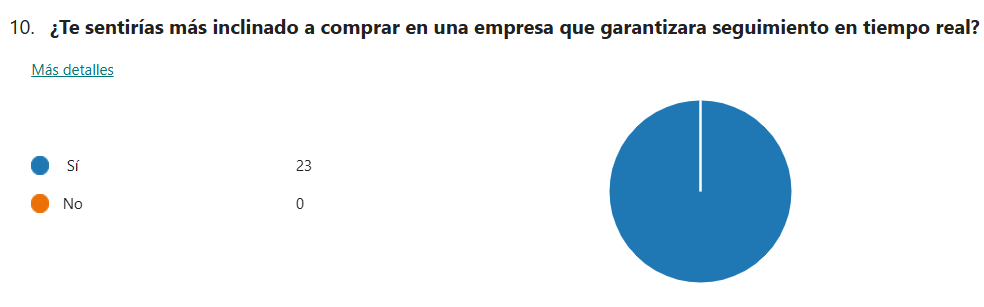 10. ¿Te sentirías más inclinado a comprar en una empresa que garantizara seguimiento en tiempo real?
Más detalles
Sí 23
No 0